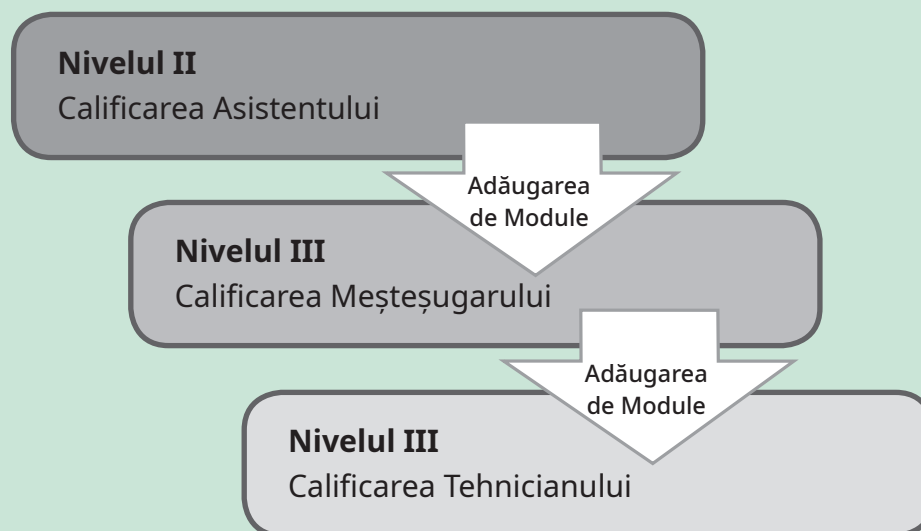 Nivelul II
Calificarea Asistentului
Adăugarea
de Module
Nivelul III
Calificarea Meșteșugarului
Adăugarea
de Module
Nivelul III
Calificarea Tehnicianului